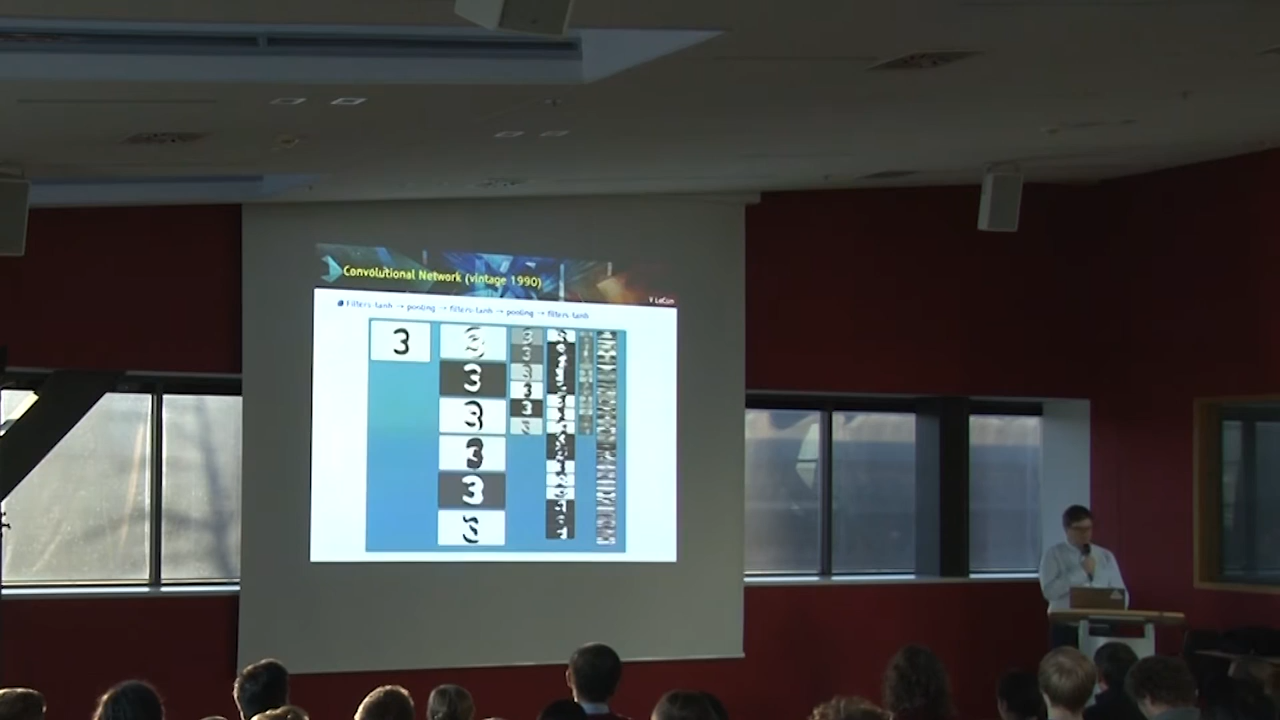 Convolutional Network (vintage 1990)
Y LeCun
Filters-tanh → pooling → filters-tanh → pooling → filters-tanh
3